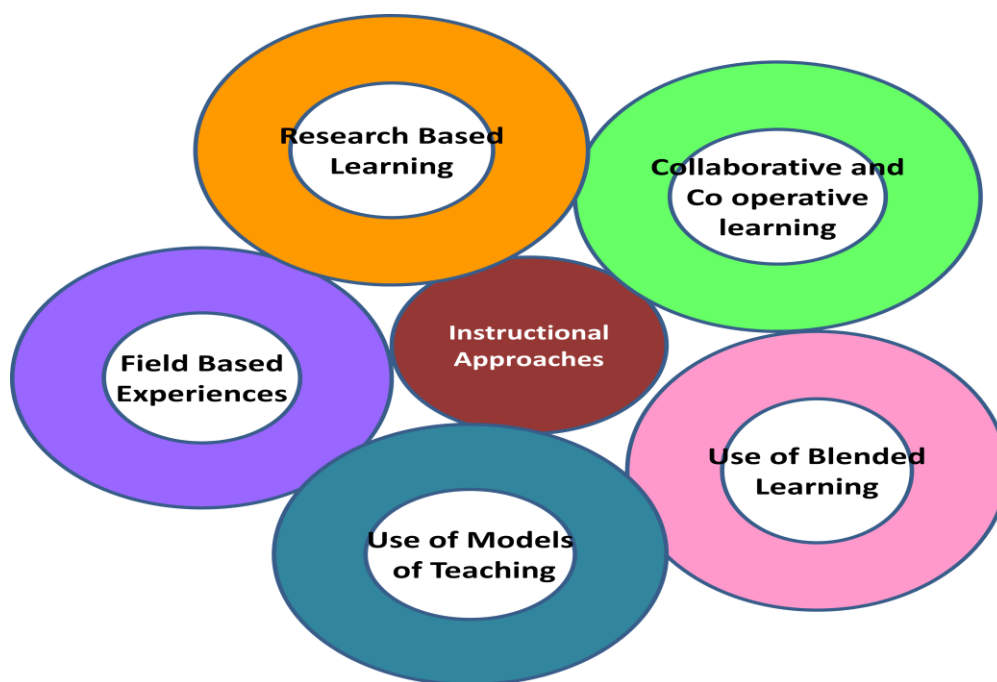 Research Based
Learning
Collaborative and
Co operative
learning
Instructional
Approaches
Field Based
Experiences
Use of Blended
Learning
Use of Models
of Teaching